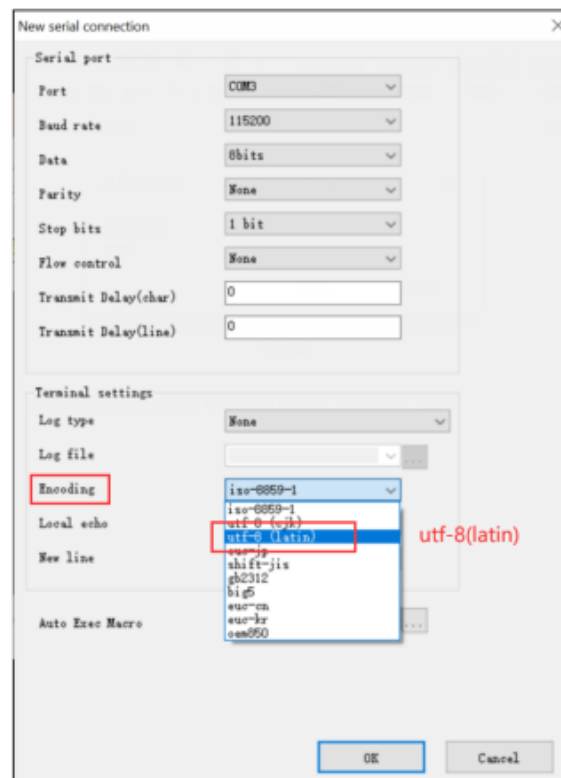 New serial connection
Serial port
Port COM3
Baud rate 115200
Data 8bits
Parity None
Stop bits 1 bit
Flow control None
Transmit Delay(char) 0
Transmit Delay(line) 0
Terminal settings
Log type None
Log file ...
Encoding iso-8859-1
iso-8859-1
Local echo utf-8 (cjk)
utf-8 (latin) utf-8(latin)
euc-jp
New line shift-jis
gb2312
big5
euc-cn
Auto Exec Macro euc-kr ...
oem850
OK Cancel